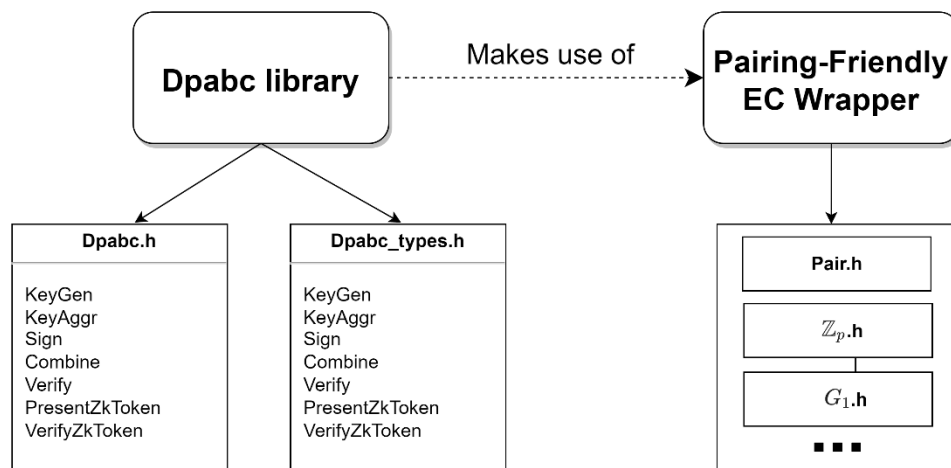 Dpabc library
Makes use of
Pairing-Friendly
EC Wrapper
Dpabc.h
KeyGen
KeyAggr
Sign
Combine
Verify
PresentZkToken
VerifyZkToken
Dpabc_types.h
KeyGen
KeyAggr
Sign
Combine
Verify
PresentZkToken
VerifyZkToken
Pair.h
ℤₚ.h
G₁.h